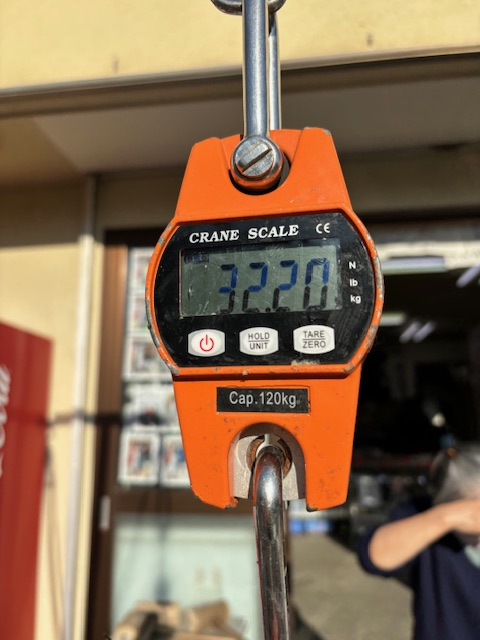 CRANE SCALE CE
32.20
N
lb
kg
HOLD
UNIT
TARE
ZERO
Cap.120kg